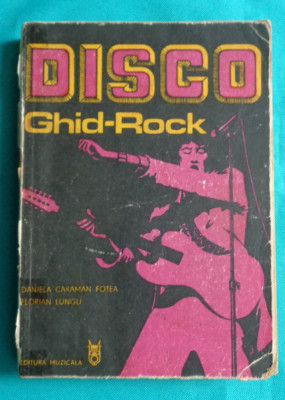 DISCO
Ghid-Rock
DANIELA CARAMAN FOTEA
FLORIAN LUNGU
EDITURA MUZICALA